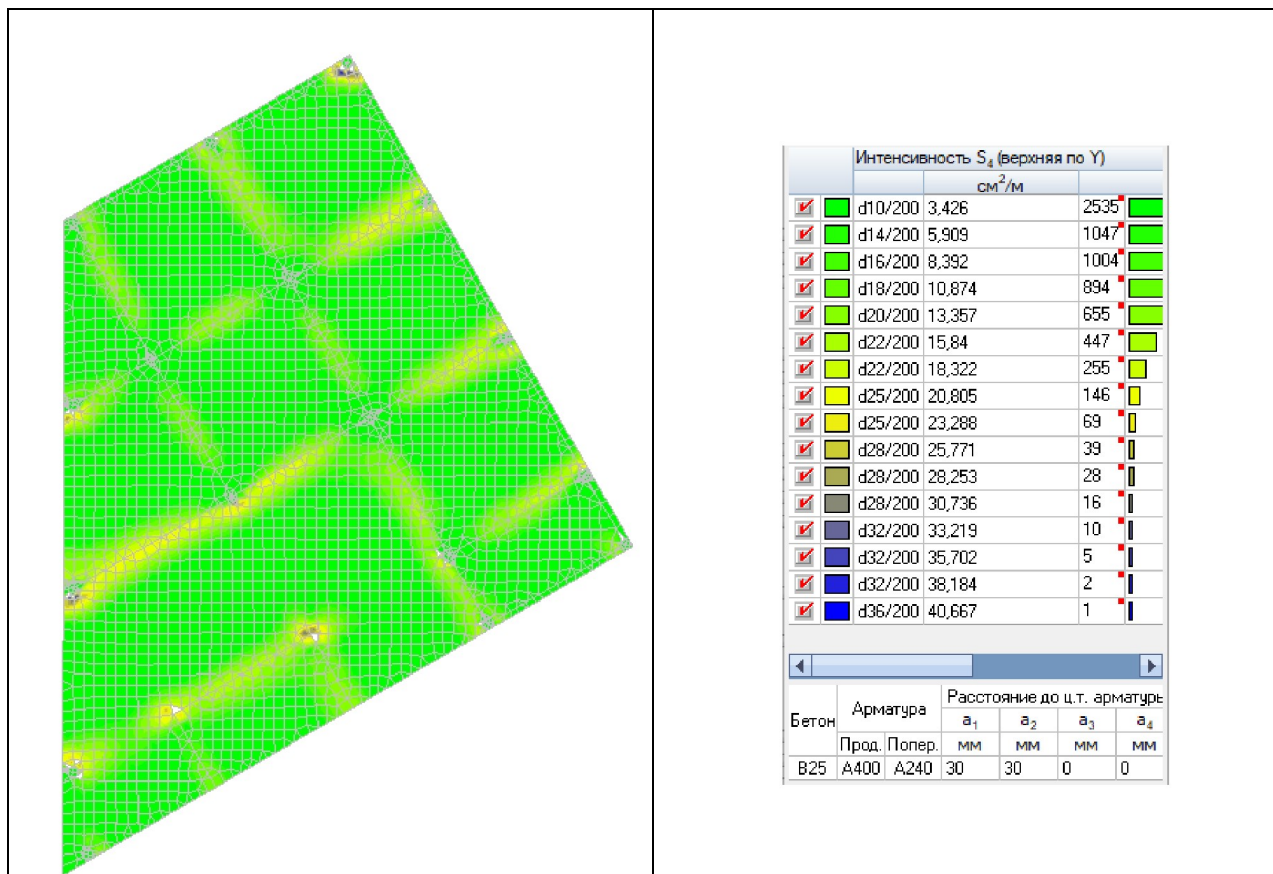 Интенсивность S₄ (верхняя по Y)
см²/м
d10/200 3,426 2535
d14/200 5,909 1047
d16/200 8,392 1004
d18/200 10,874 894
d20/200 13,357 655
d22/200 15,84 447
d22/200 18,322 255
d25/200 20,805 146
d25/200 23,288 69
d28/200 25,771 39
d28/200 28,253 28
d28/200 30,736 16
d32/200 33,219 10
d32/200 35,702 5
d32/200 38,184 2
d36/200 40,667 1
Бетон Арматура Расстояние до ц.т. арматуры
a₁ a₂ a₃ a₄
Прод. Попер. мм мм мм мм
B25 A400 A240 30 30 0 0